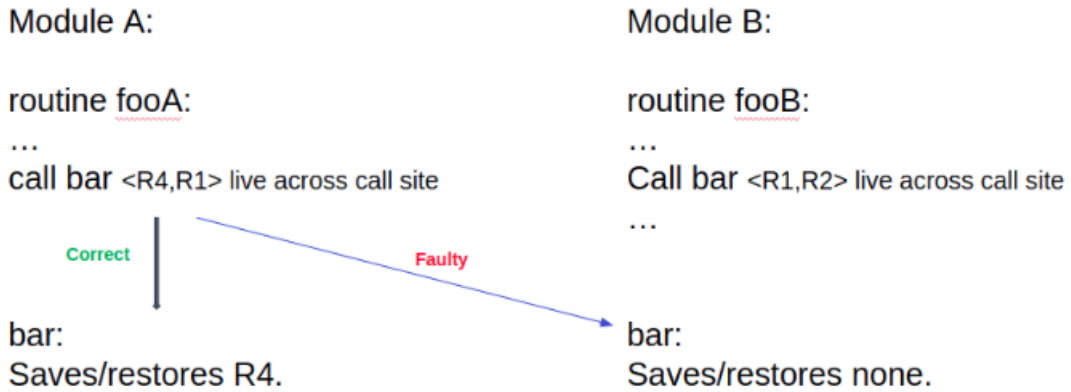 Module A:
routine fooA:
...
call bar <R4,R1> live across call site
Correct
bar:
Saves/restores R4.
Module B:
routine fooB:
...
Call bar <R1,R2> live across call site
...
Faulty
bar:
Saves/restores none.